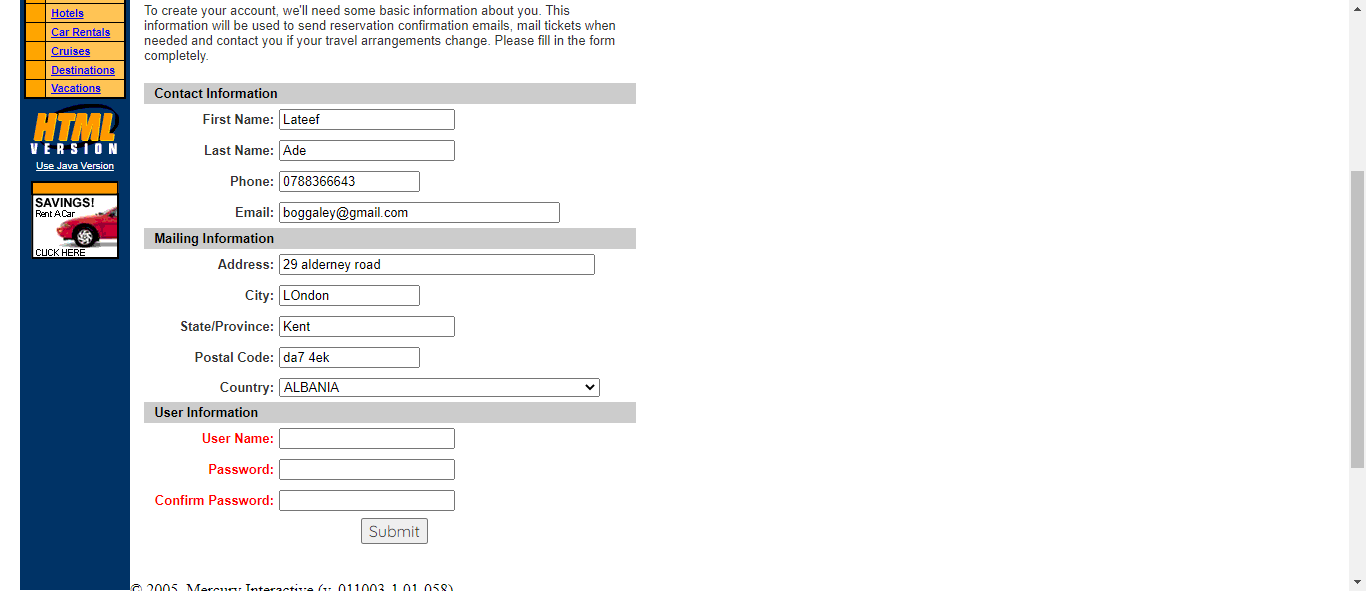 Hotels
Car Rentals
Cruises
Destinations
Vacations
HTML
VERSION
Use Java Version
SAVINGS!
Rent A Car
CLICK HERE
To create your account, we'll need some basic information about you. This
information will be used to send reservation confirmation emails, mail tickets when
needed and contact you if your travel arrangements change. Please fill in the form
completely.
Contact Information
First Name: Lateef
Last Name: Ade
Phone: 0788366643
Email: boggaley@gmail.com
Mailing Information
Address: 29 alderney road
City: LOndon
State/Province: Kent
Postal Code: da7 4ek
Country: ALBANIA
User Information
User Name:
Password:
Confirm Password:
Submit
© 2005, Mercury Interactive (v. 011003-1.01-058)